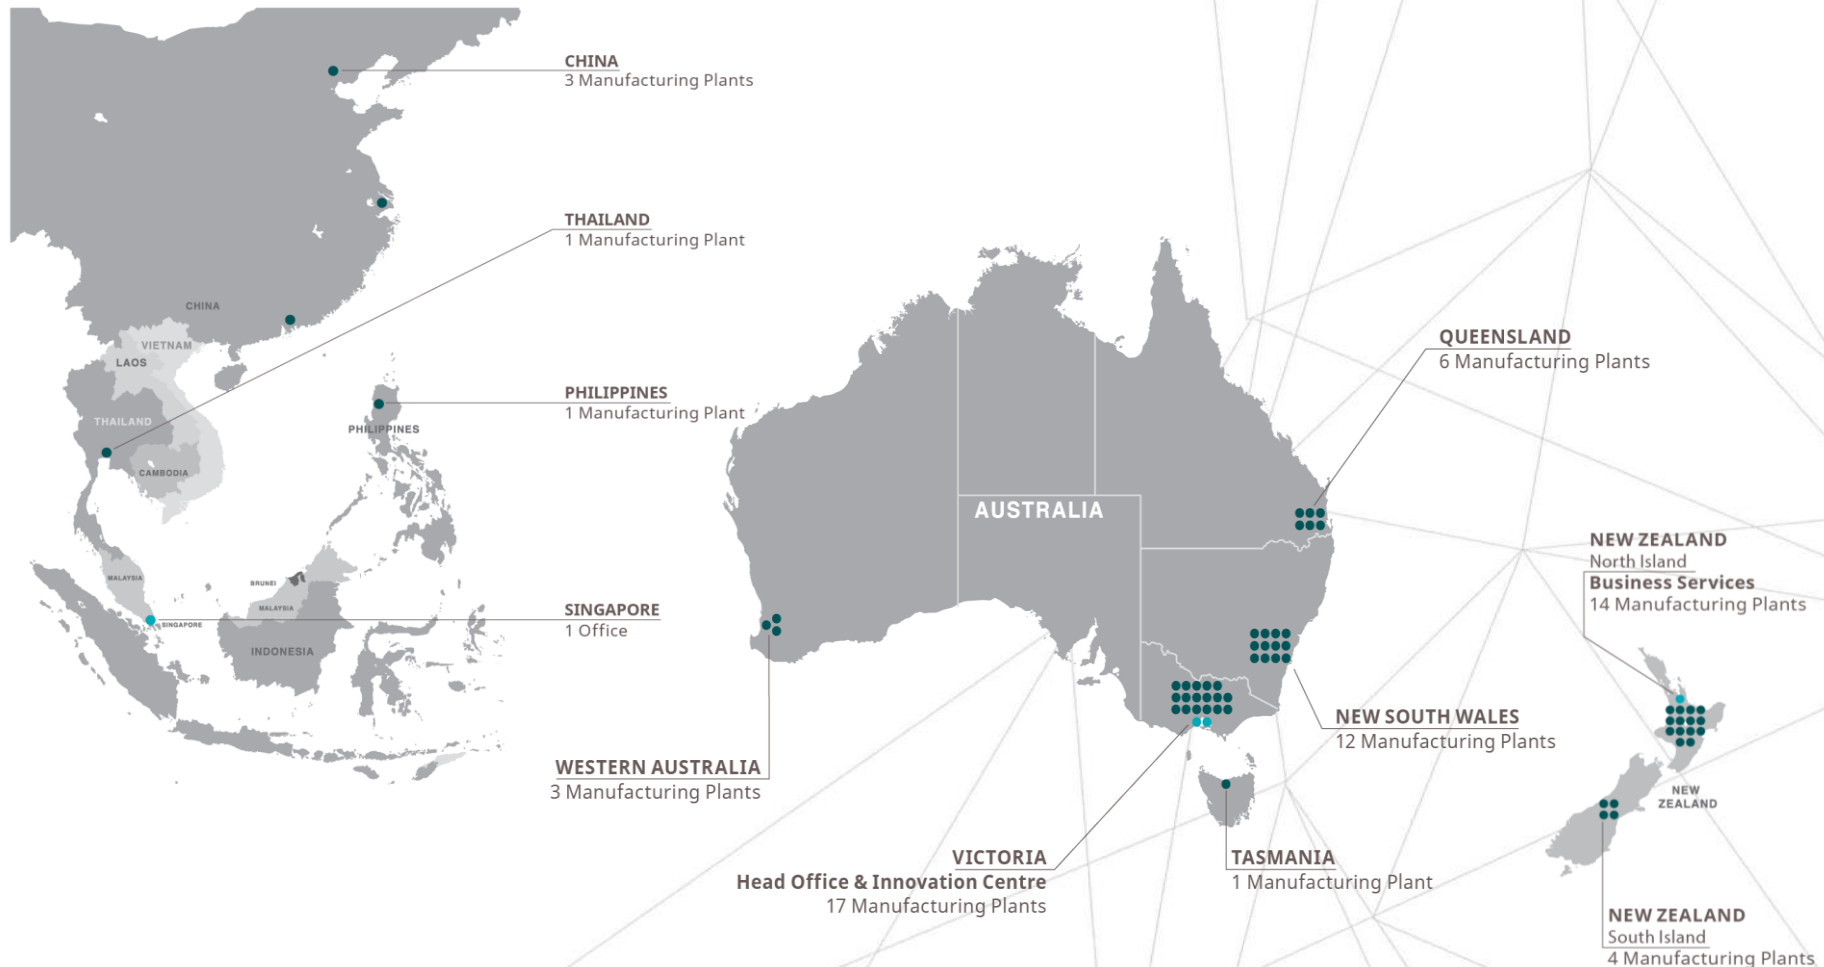 CHINA
3 Manufacturing Plants
THAILAND
1 Manufacturing Plant
CHINA
VIETNAM
LAOS
THAILAND
CAMBODIA
PHILIPPINES
1 Manufacturing Plant
PHILIPPINES
MALAYSIA
BRUNEI
MALAYSIA
SINGAPORE
INDONESIA
SINGAPORE
1 Office
AUSTRALIA
QUEENSLAND
6 Manufacturing Plants
NEW ZEALAND
North Island
Business Services
14 Manufacturing Plants
NEW SOUTH WALES
12 Manufacturing Plants
WESTERN AUSTRALIA
3 Manufacturing Plants
VICTORIA
Head Office & Innovation Centre
17 Manufacturing Plants
TASMANIA
1 Manufacturing Plant
NEW
ZEALAND
NEW ZEALAND
South Island
4 Manufacturing Plants